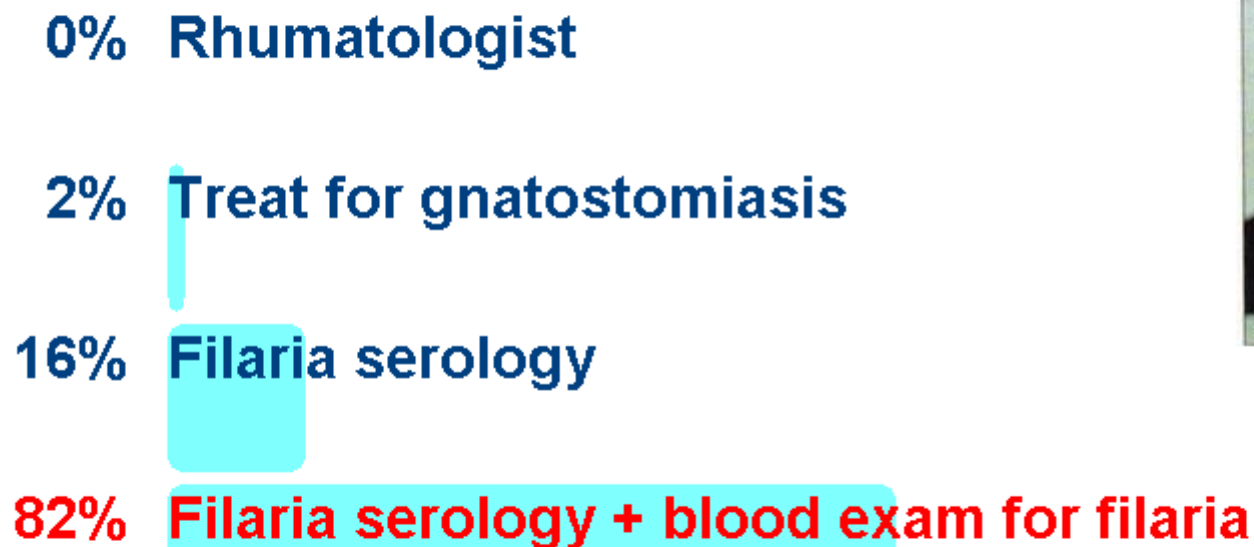 0% Rhumatologist
2% Treat for gnatostomiasis
16% Filaria serology
82% Filaria serology + blood exam for filaria